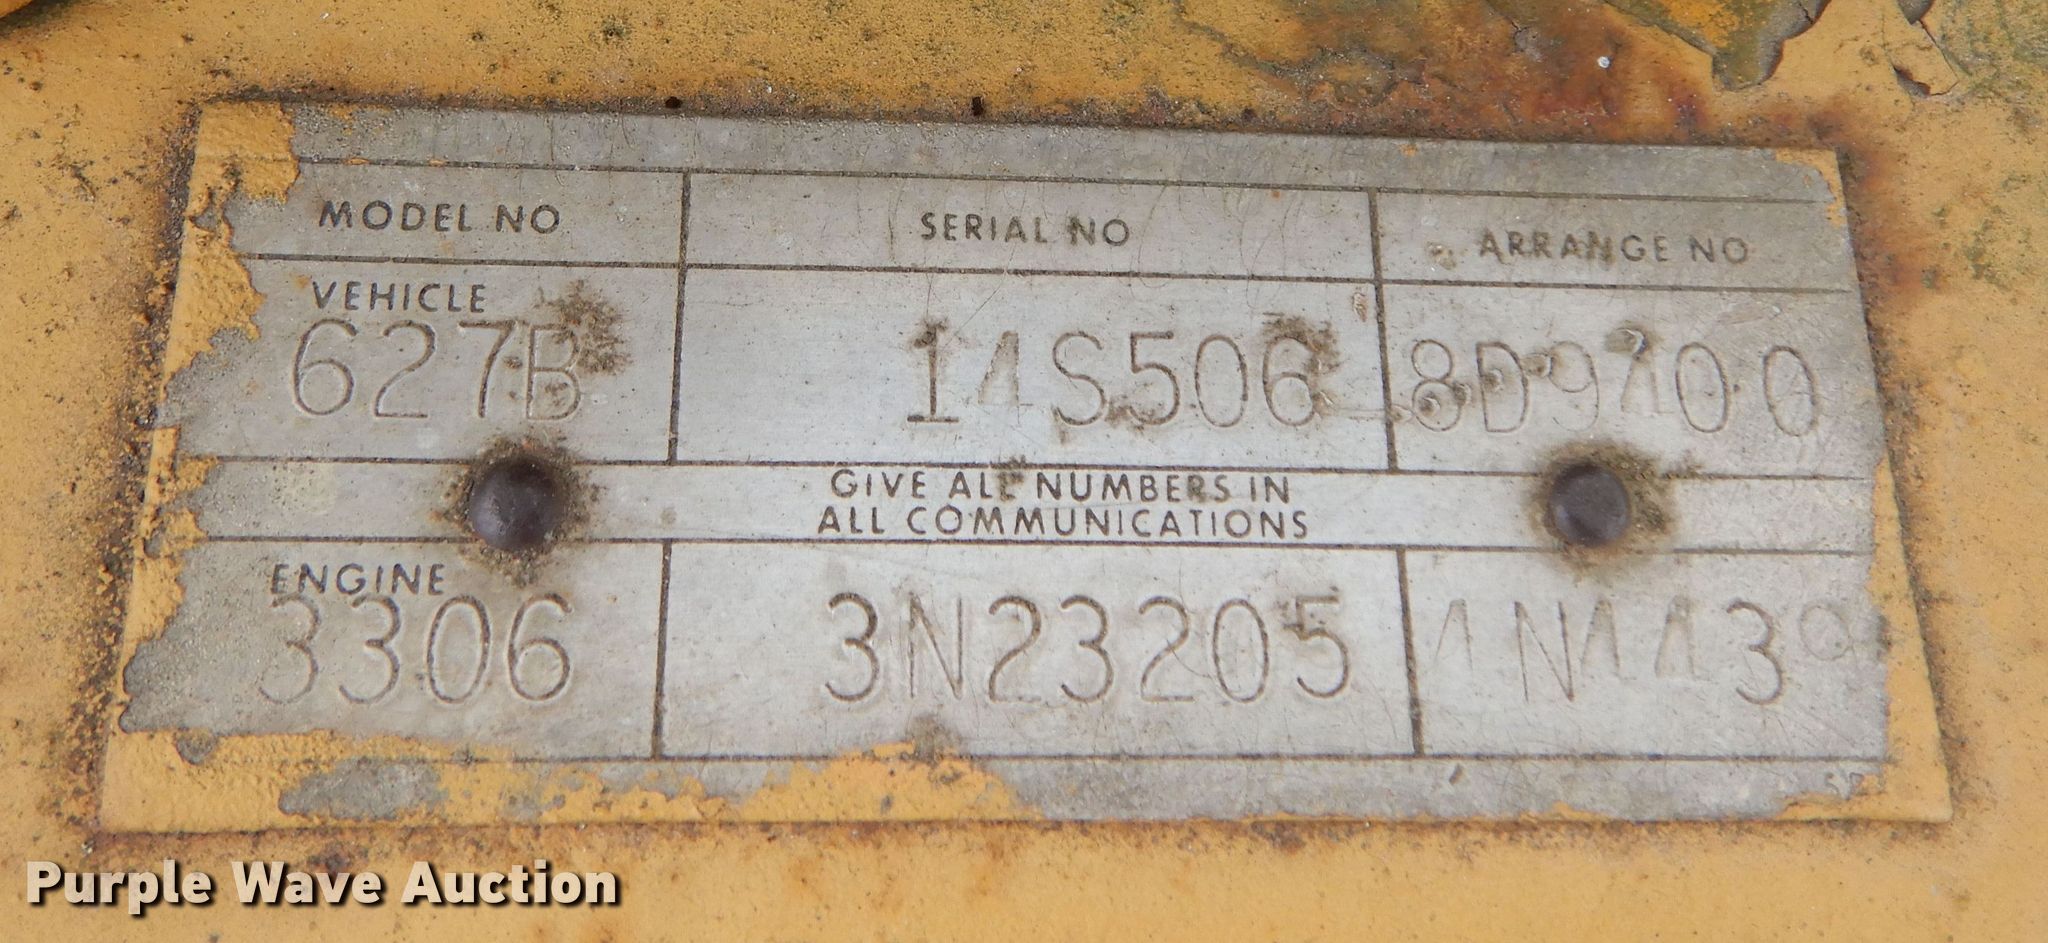 MODEL NO SERIAL NO ARRANGE NO
VEHICLE
627B 14S506 8D9400
GIVE ALL NUMBERS IN
ALL COMMUNICATIONS
ENGINE
3306 3N23205
Purple Wave Auction